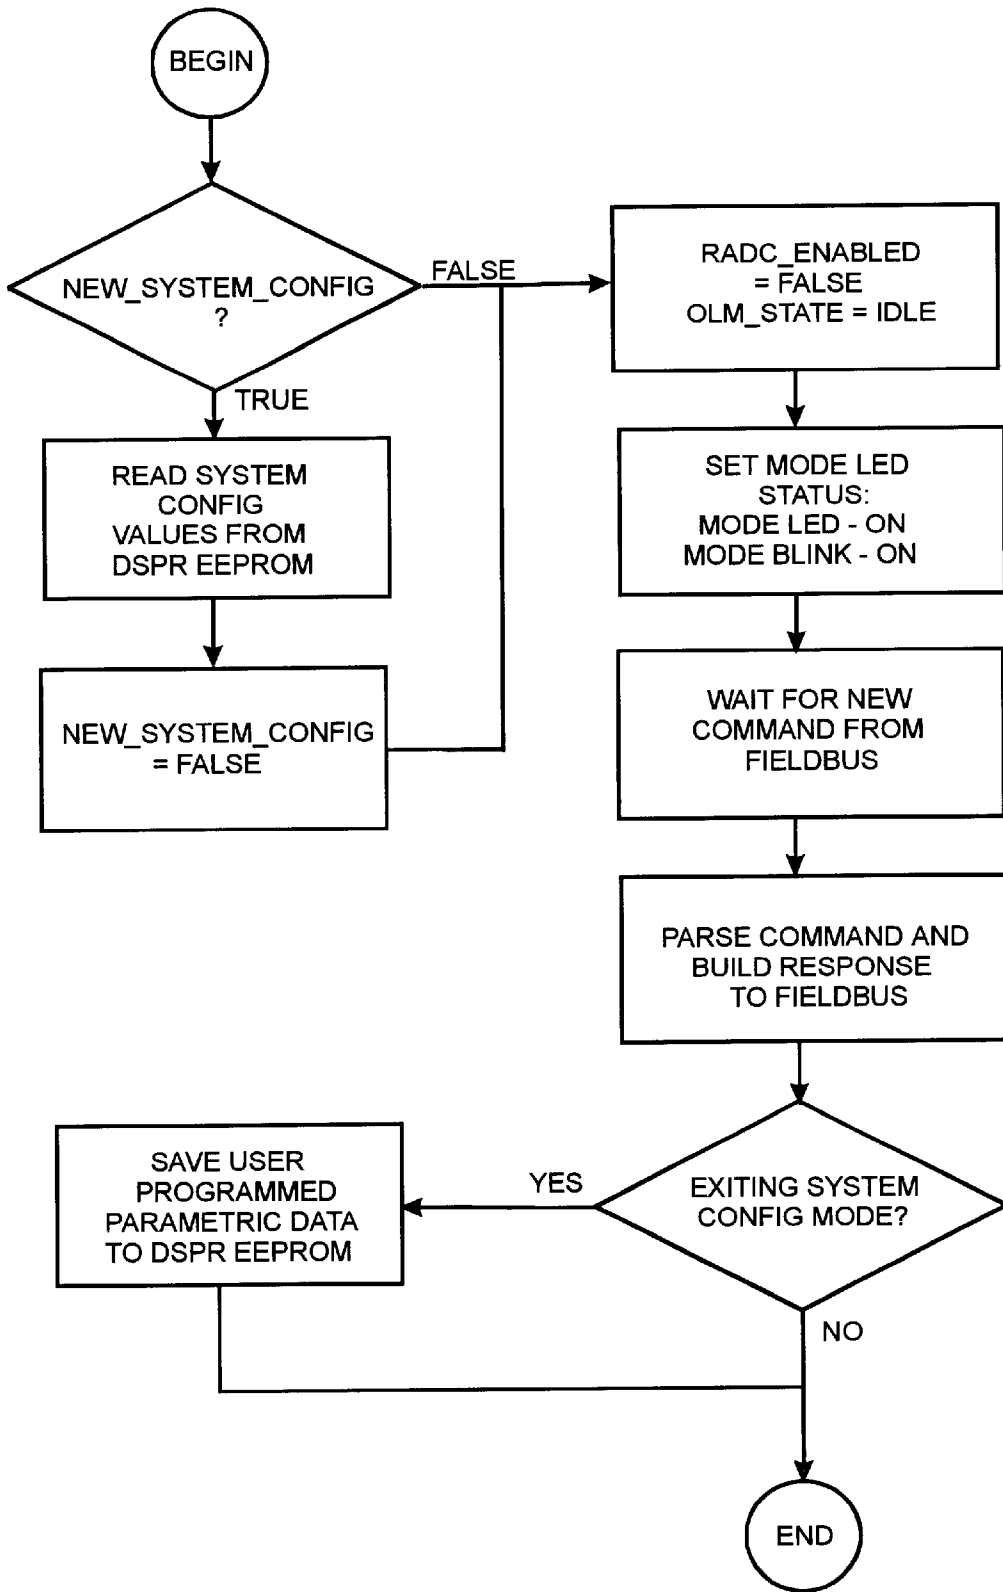 BEGIN
NEW_SYSTEM_CONFIG
?
FALSE
TRUE
READ SYSTEM
CONFIG
VALUES FROM
DSPR EEPROM
NEW_SYSTEM_CONFIG
= FALSE
RADC_ENABLED
= FALSE
OLM_STATE = IDLE
SET MODE LED
STATUS:
MODE LED - ON
MODE BLINK - ON
WAIT FOR NEW
COMMAND FROM
FIELDBUS
PARSE COMMAND AND
BUILD RESPONSE
TO FIELDBUS
EXITING SYSTEM
CONFIG MODE?
YES
SAVE USER
PROGRAMMED
PARAMETRIC DATA
TO DSPR EEPROM
NO
END